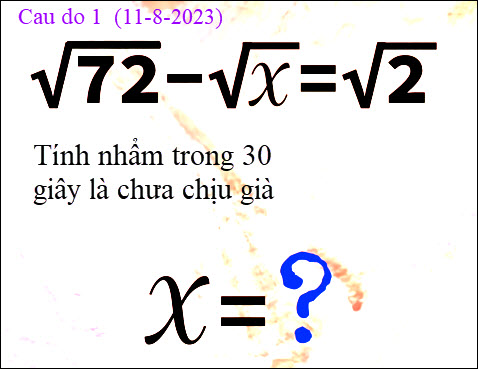 Cau do 1 (11-8-2023)
√72-√x=√2
Tính nhẩm trong 30
giây là chưa chịu già
x=?